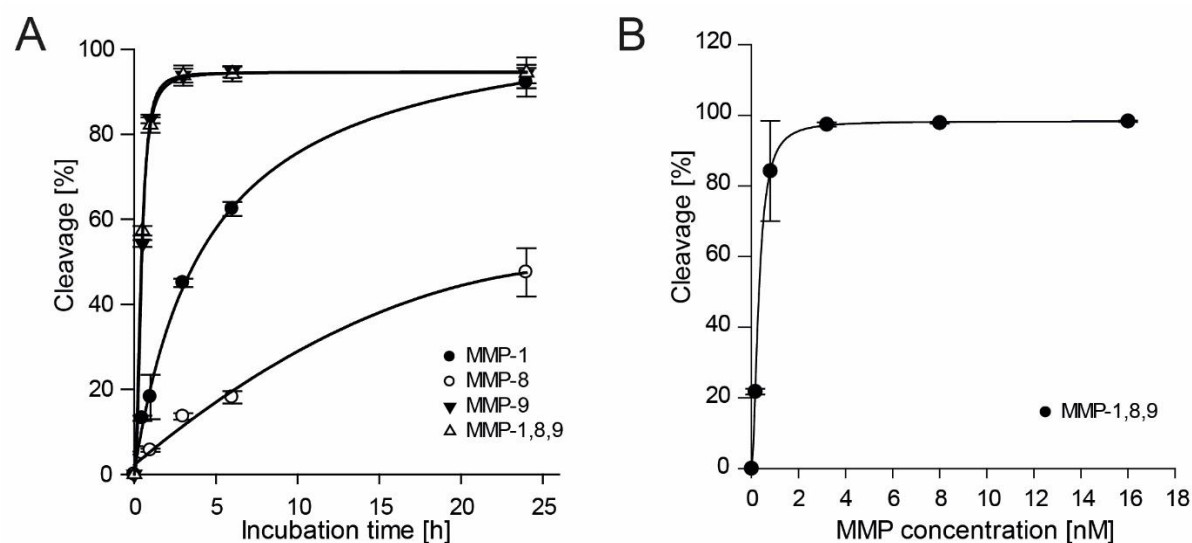 A
Cleavage [%]
100
80
60
40
20
0
MMP-1
MMP-8
MMP-9
MMP-1,8,9
0 5 10 15 20 25
Incubation time [h]
B
Cleavage [%]
120
100
80
60
40
20
0
MMP-1,8,9
0 2 4 6 8 10 12 14 16 18
MMP concentration [nM]